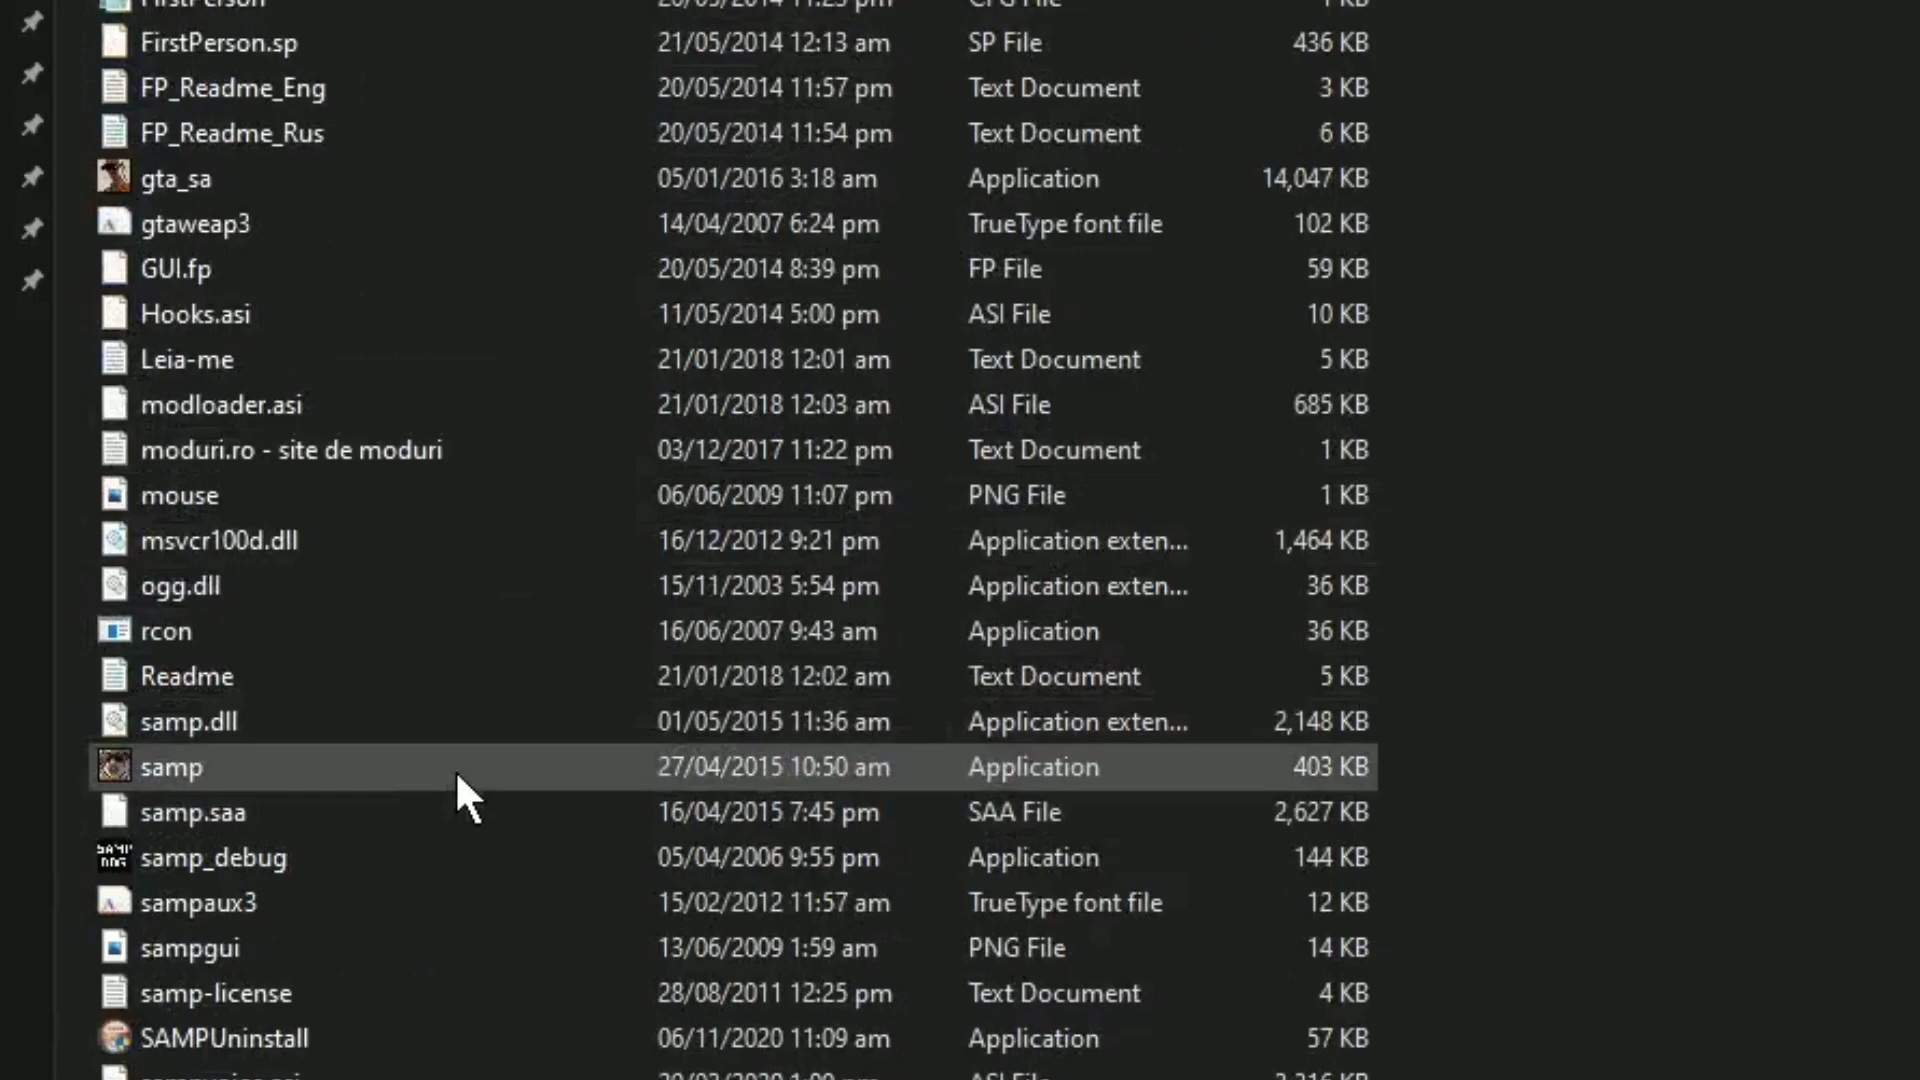 FirstPerson.sp 21/05/2014 12:13 am SP File 436 KB
FP_Readme_Eng 20/05/2014 11:57 pm Text Document 3 KB
FP_Readme_Rus 20/05/2014 11:54 pm Text Document 6 KB
gta_sa 05/01/2016 3:18 am Application 14,047 KB
gtaweap3 14/04/2007 6:24 pm TrueType font file 102 KB
GUI.fp 20/05/2014 8:39 pm FP File 59 KB
Hooks.asi 11/05/2014 5:00 pm ASI File 10 KB
Leia-me 21/01/2018 12:01 am Text Document 5 KB
modloader.asi 21/01/2018 12:03 am ASI File 685 KB
moduri.ro - site de moduri 03/12/2017 11:22 pm Text Document 1 KB
mouse 06/06/2009 11:07 pm PNG File 1 KB
msvcr100d.dll 16/12/2012 9:21 pm Application exten... 1,464 KB
ogg.dll 15/11/2003 5:54 pm Application exten... 36 KB
rcon 16/06/2007 9:43 am Application 36 KB
Readme 21/01/2018 12:02 am Text Document 5 KB
samp.dll 01/05/2015 11:36 am Application exten... 2,148 KB
samp 27/04/2015 10:50 am Application 403 KB
samp.saa 16/04/2015 7:45 pm SAA File 2,627 KB
samp_debug 05/04/2006 9:55 pm Application 144 KB
sampaux3 15/02/2012 11:57 am TrueType font file 12 KB
sampgui 13/06/2009 1:59 am PNG File 14 KB
samp-license 28/08/2011 12:25 pm Text Document 4 KB
SAMPUninstall 06/11/2020 11:09 am Application 57 KB